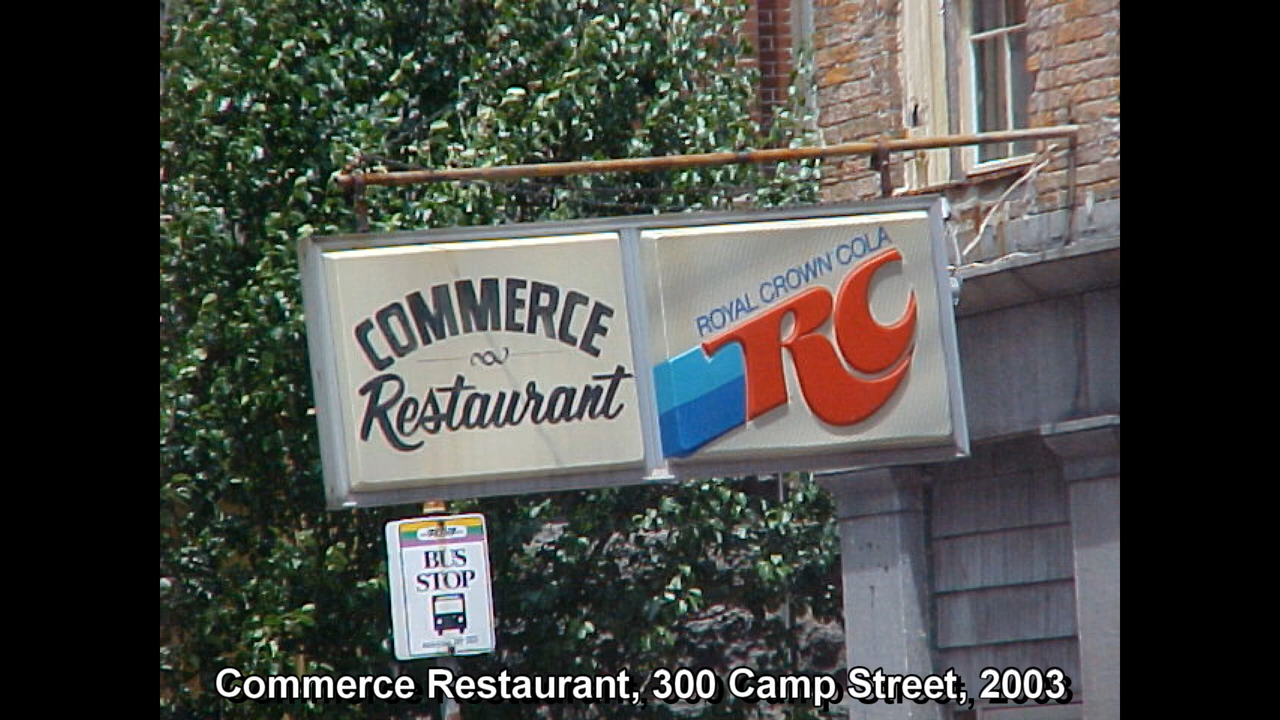 COMMERCE
Restaurant
ROYAL CROWN COLA
RC
BUS
STOP
Commerce Restaurant, 300 Camp Street, 2003